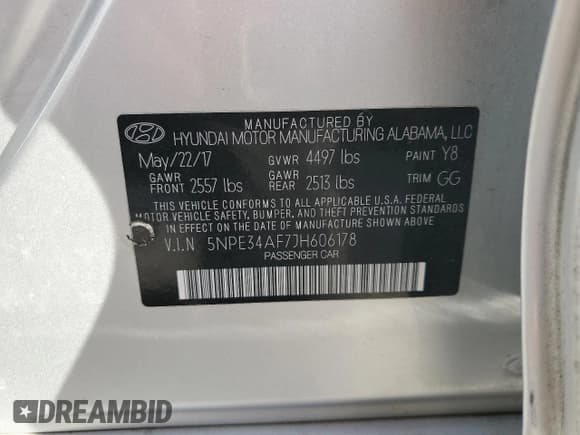 MANUFACTURED BY
HYUNDAI MOTOR MANUFACTURING ALABAMA, LLC
May/22/17 GVWR 4497 lbs PAINT Y8
GAWR FRONT 2557 lbs GAWR REAR 2513 lbs TRIM GG
THIS VEHICLE CONFORMS TO ALL APPLICABLE U.S.A. FEDERAL
MOTOR VEHICLE SAFETY, BUMPER, AND THEFT PREVENTION STANDARDS
IN EFFECT ON THE DATE OF MANUFACTURE SHOWN ABOVE
V.I.N 5NPE34AF7JH606178
PASSENGER CAR
DREAMBID